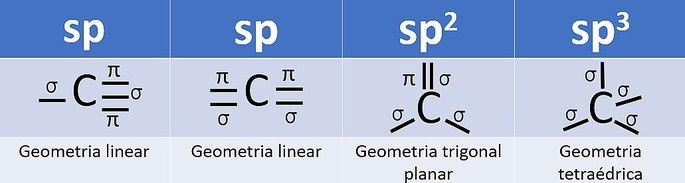 sp sp sp² sp³
π π π π σ σ
σ C σ C π σ C σ
π σ σ σ C σ σ C σ
Geometria linear Geometria linear Geometria trigonal planar Geometria tetraédrica